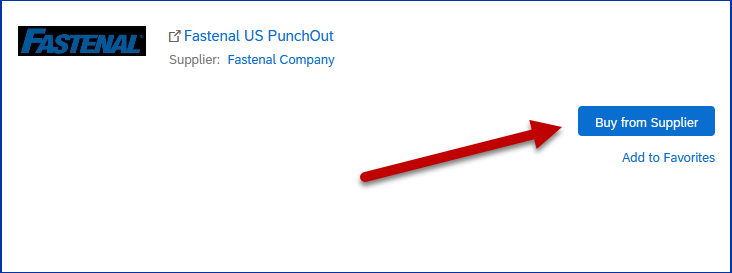 FASTENAL
Fastenal US PunchOut
Supplier: Fastenal Company
Buy from Supplier
Add to Favorites